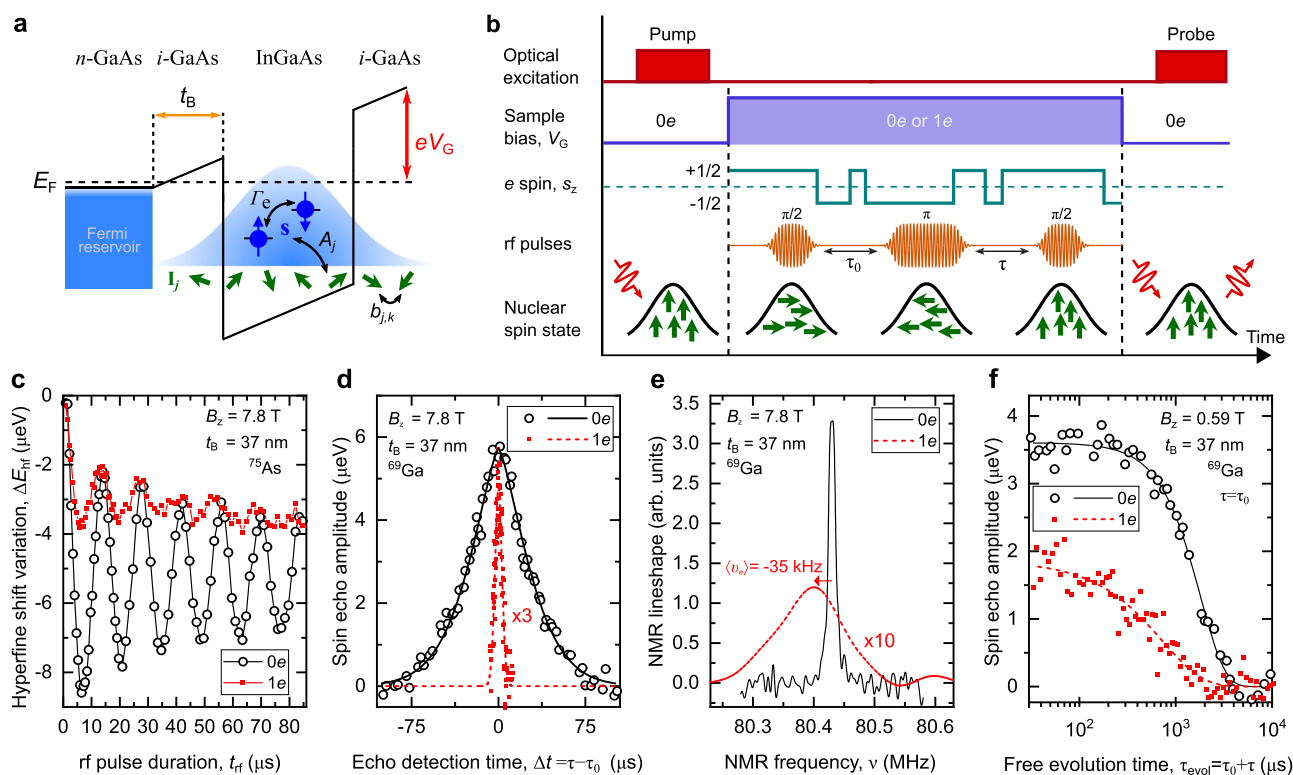 a
n-GaAs i-GaAs InGaAs i-GaAs
t_B
eV_G
E_F
Γ_e
s
A_j
Fermi
reservoir
I_j
b_{j,k}
b
Pump
Probe
Optical
excitation
Sample
bias, V_G
0e
0e or 1e
0e
e spin, s_z
+1/2
-1/2
rf pulses
π/2
π
π/2
τ_0
τ
Nuclear
spin state
Time
c
Hyperfine shift variation, ΔE_hf (μeV)
0
-2
-4
-6
-8
B_z = 7.8 T
t_B = 37 nm
^75As
0e
1e
0 10 20 30 40 50 60 70 80
rf pulse duration, t_rf (μs)
d
Spin echo amplitude (μeV)
6
4
2
0
B_z = 7.8 T
t_B = 37 nm
^69Ga
0e
1e
x3
-75 0 75
Echo detection time, Δt =τ−τ_0 (μs)
e
NMR lineshape (arb. units)
3.5
3.0
2.5
2.0
1.5
1.0
0.5
0.0
B_z = 7.8 T
t_B = 37 nm
^69Ga
0e
1e
⟨υ_e⟩= -35 kHz
x10
80.3 80.4 80.5 80.6
NMR frequency, ν (MHz)
f
Spin echo amplitude (μeV)
4
3
2
1
0
B_z = 0.59 T
t_B = 37 nm
^69Ga
τ=τ_0
0e
1e
10^2 10^3 10^4
Free evolution time, τ_evol=τ_0+τ (μs)